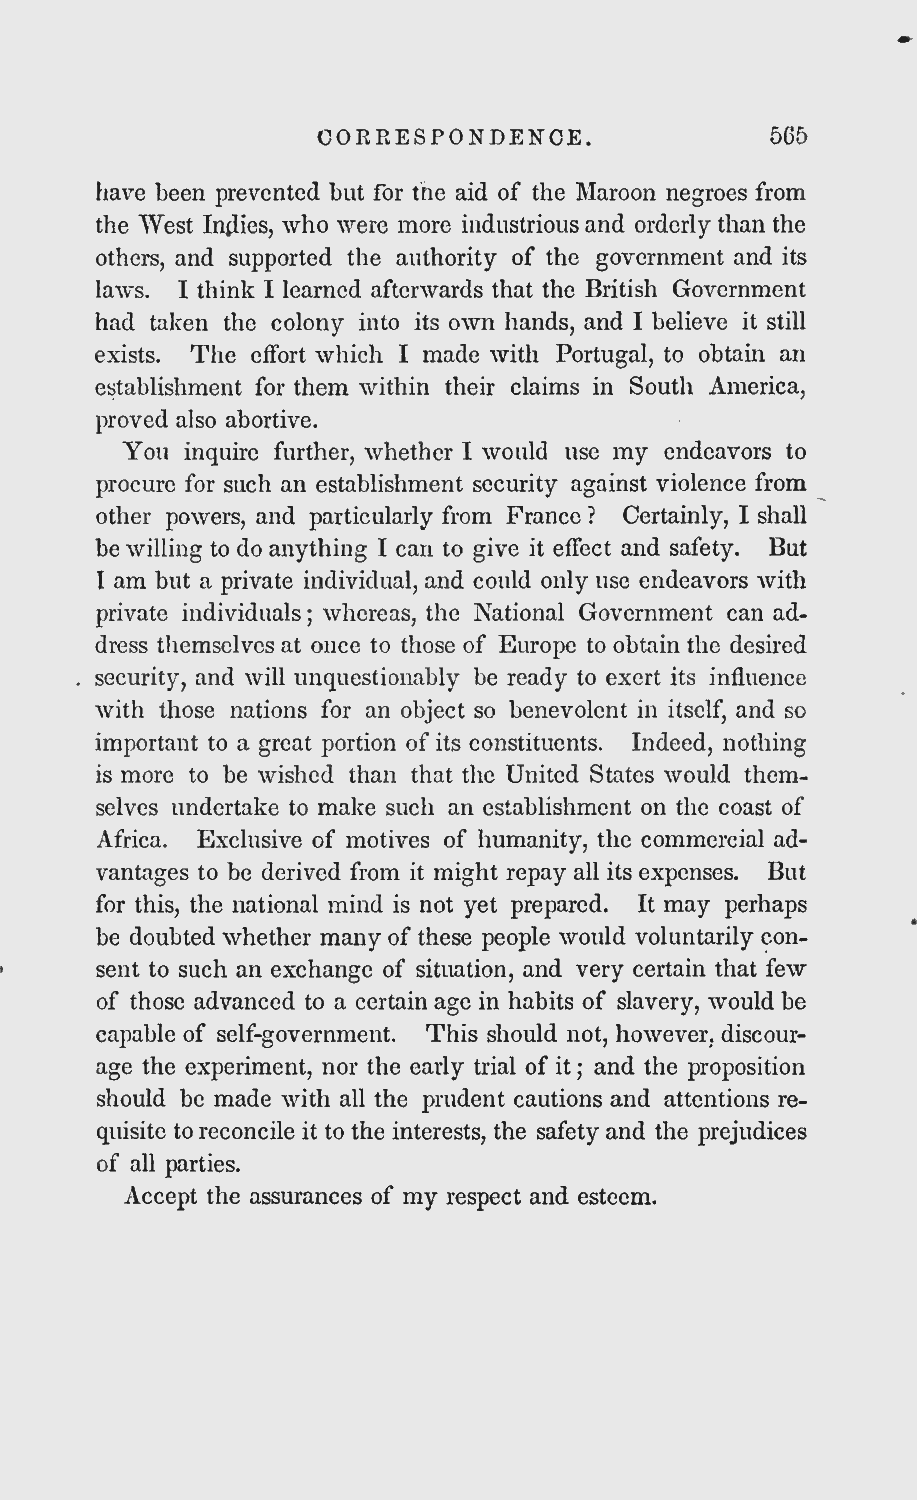 CORRESPONDENCE. 565
have been prevented but for the aid of the Maroon negroes from
the West Indies, who were more industrious and orderly than the
others, and supported the authority of the government and its
laws. I think I learned afterwards that the British Government
had taken the colony into its own hands, and I believe it still
exists. The effort which I made with Portugal, to obtain an
establishment for them within their claims in South America,
proved also abortive.
You inquire further, whether I would use my endeavors to
procure for such an establishment security against violence from
other powers, and particularly from France? Certainly, I shall
be willing to do anything I can to give it effect and safety. But
I am but a private individual, and could only use endeavors with
private individuals; whereas, the National Government can ad-
dress themselves at once to those of Europe to obtain the desired
security, and will unquestionably be ready to exert its influence
with those nations for an object so benevolent in itself, and so
important to a great portion of its constituents. Indeed, nothing
is more to be wished than that the United States would them-
selves undertake to make such an establishment on the coast of
Africa. Exclusive of motives of humanity, the commercial ad-
vantages to be derived from it might repay all its expenses. But
for this, the national mind is not yet prepared. It may perhaps
be doubted whether many of these people would voluntarily con-
sent to such an exchange of situation, and very certain that few
of those advanced to a certain age in habits of slavery, would be
capable of self-government. This should not, however, discour-
age the experiment, nor the early trial of it; and the proposition
should be made with all the prudent cautions and attentions re-
quisite to reconcile it to the interests, the safety and the prejudices
of all parties.
Accept the assurances of my respect and esteem.